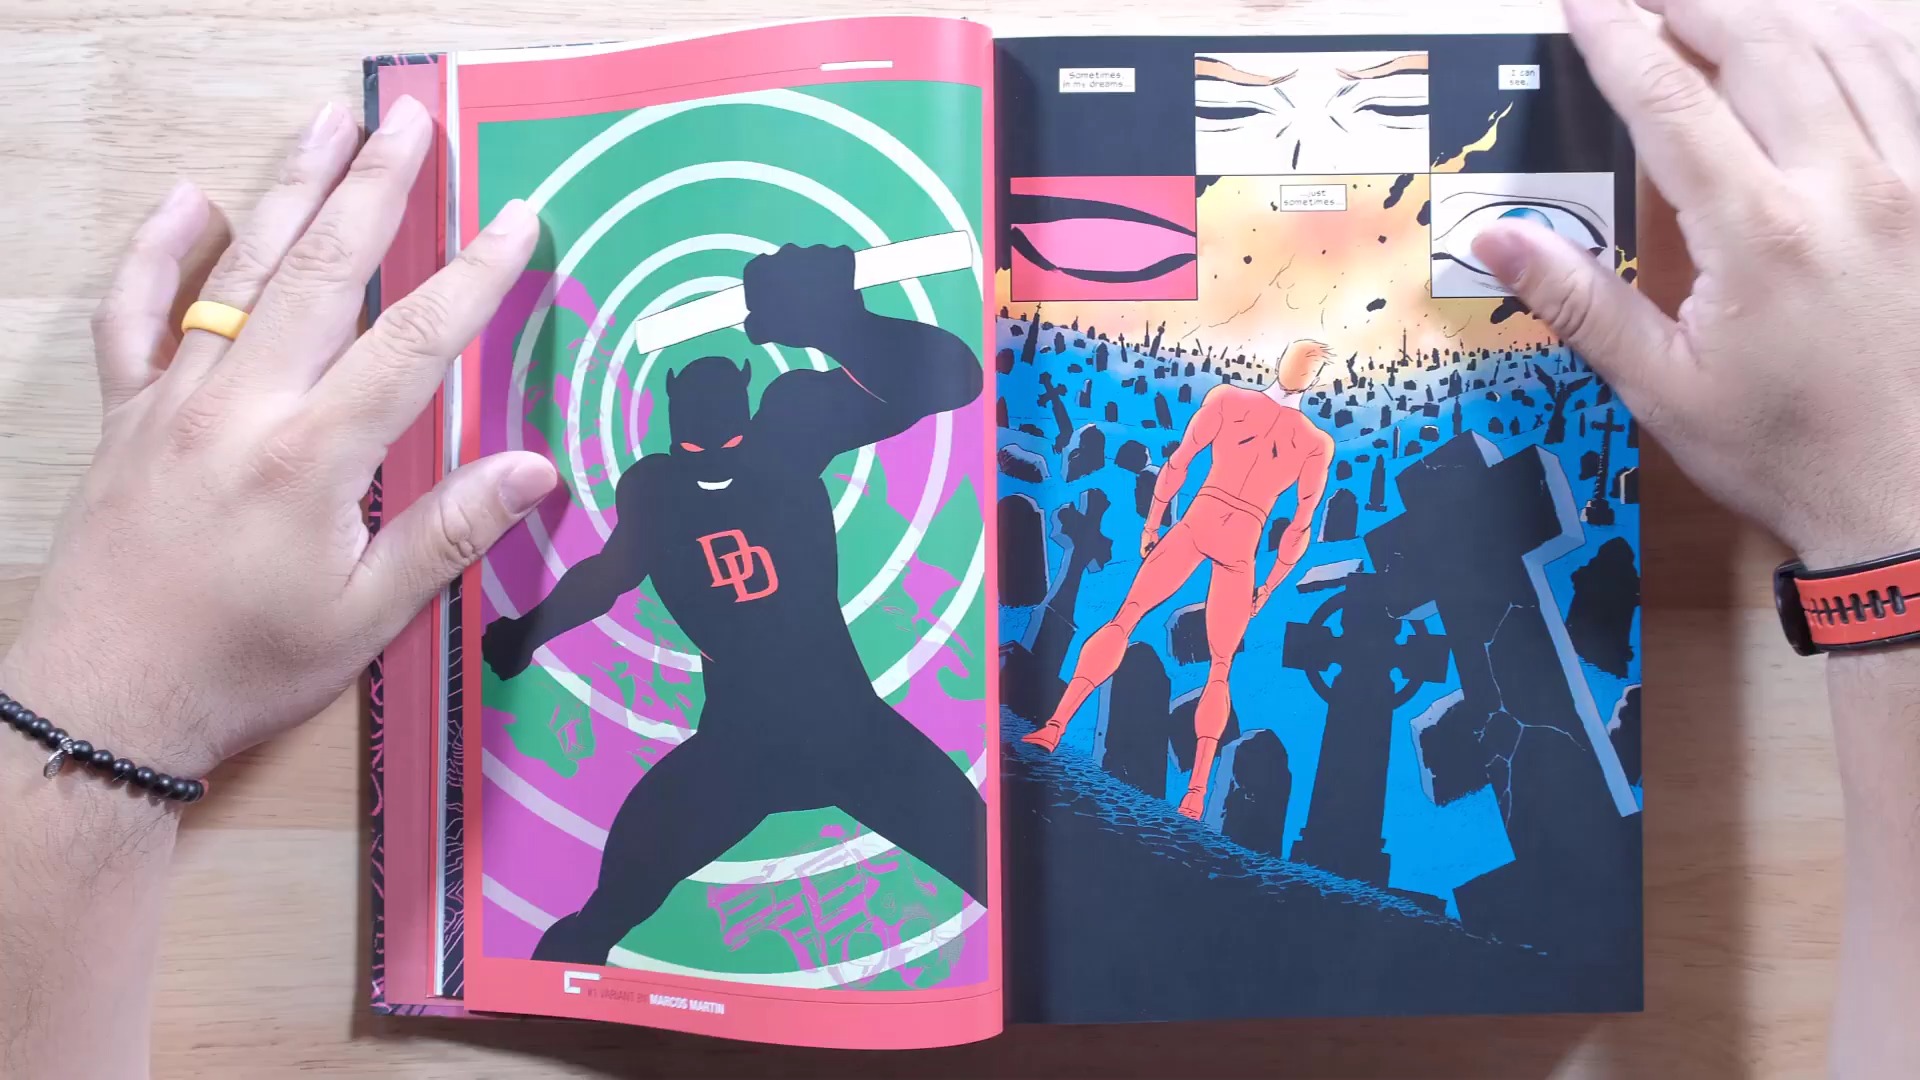 DD
#1 VARIANT BY MARCOS MARTIN
Sometimes,
in my dreams...
...I can
see.
...just
sometimes...